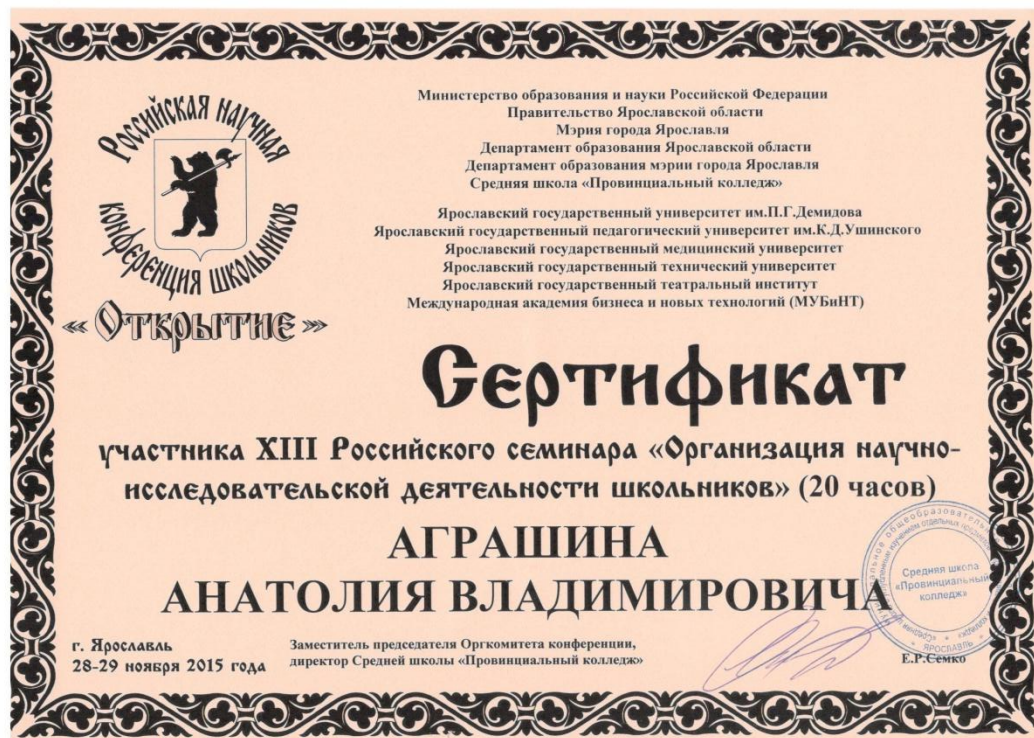 Российская научная
конференция школьников
«Открытие»
Министерство образования и науки Российской Федерации
Правительство Ярославской области
Мэрия города Ярославля
Департамент образования Ярославской области
Департамент образования мэрии города Ярославля
Средняя школа «Провинциальный колледж»
Ярославский государственный университет им.П.Г.Демидова
Ярославский государственный педагогический университет им.К.Д.Ушинского
Ярославский государственный медицинский университет
Ярославский государственный технический университет
Ярославский государственный театральный институт
Международная академия бизнеса и новых технологий (МУБиНТ)
Сертификат
участника XIII Российского семинара «Организация научно-
исследовательской деятельности школьников» (20 часов)
АГРАШИНА
АНАТОЛИЯ ВЛАДИМИРОВИЧА
г. Ярославль
28-29 ноября 2015 года
Заместитель председателя Оргкомитета конференции,
директор Средней школы «Провинциальный колледж»
Е.Р.Семко
Средняя школа
«Провинциальный
колледж»
ЯРОСЛАВЛЬ